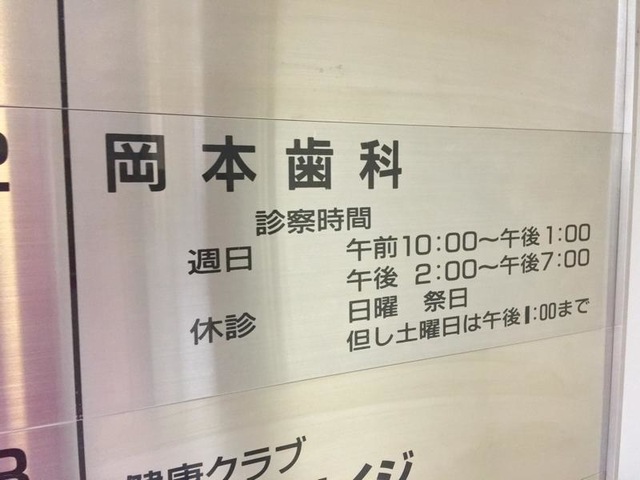 2
岡本歯科
診察時間
週日 午前10:00〜午後1:00
午後 2:00〜午後7:00
休診 日曜 祭日
但し土曜日は午後1:00まで
健康クラブ